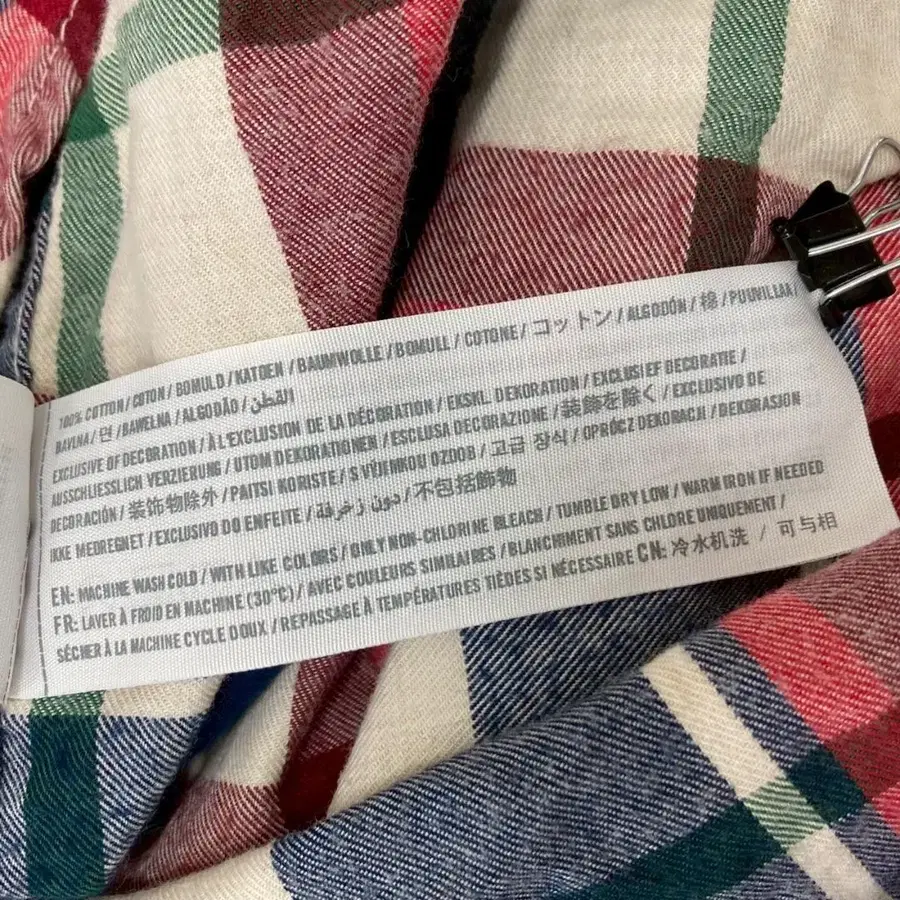 100% COTTON / COTON / BOMULD / KATOEN / BAUMWOLLE / BOMULL / COTONE / コットン / ALGODÓN / 棉 / PUUVILLAA /
BAVLNA / 면 / BAWEŁNA / ALGODÃO / القطن
EXCLUSIVE OF DECORATION / À L'EXCLUSION DE LA DÉCORATION / EKSKL. DEKORATION / EXCLUSIEF DECORATIE /
AUSSCHLIESSLICH VERZIERUNG / UTOM DEKORATIONEN / ESCLUSA DECORAZIONE / 装飾を除く / EXCLUSIVO DE
DECORACIÓN / 装饰物除外 / PAITSI KORISTE / S VÝJENKOU OZDOB / 고급 장식 / OPRÓCZ DEKORACJI / DEKORASJON
IKKE MEDREGNET / EXCLUSIVO DO ENFEITE / دون زخرفة / 不包括飾物
EN: MACHINE WASH COLD / WITH LIKE COLORS / ONLY NON-CHLORINE BLEACH / TUMBLE DRY LOW / WARM IRON IF NEEDED
FR: LAVER À FROID EN MACHINE (30°C) / AVEC COULEURS SIMILAIRES / BLANCHIMENT SANS CHLORE UNIQUEMENT /
SÉCHER À LA MACHINE CYCLE DOUX / REPASSAGE À TEMPÉRATURES TIÈDES SI NÉCESSAIRE CN: 冷水机洗 / 可与相